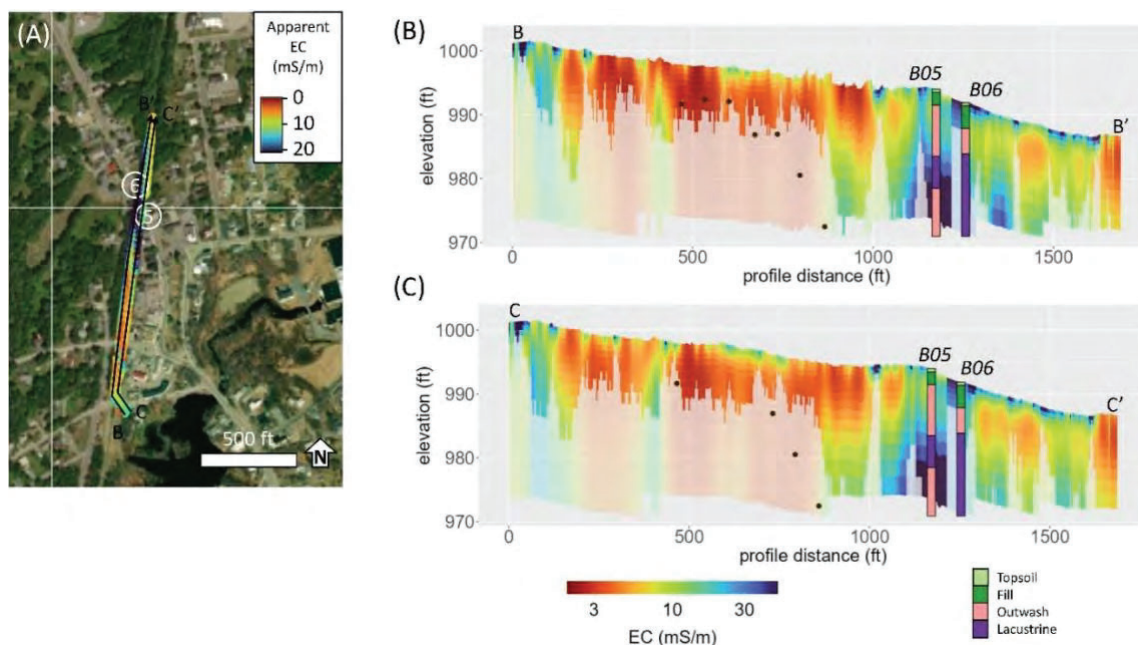 (A)
Apparent
EC
(mS/m)
0
10
20
B'
C'
6
5
C
B
500 ft
N
(B)
B
B05
B06
B'
1000
990
980
970
elevation (ft)
0
500
1000
1500
profile distance (ft)
(C)
C
B05
B06
C'
1000
990
980
970
elevation (ft)
0
500
1000
1500
profile distance (ft)
3
10
30
EC (mS/m)
Topsoil
Fill
Outwash
Lacustrine